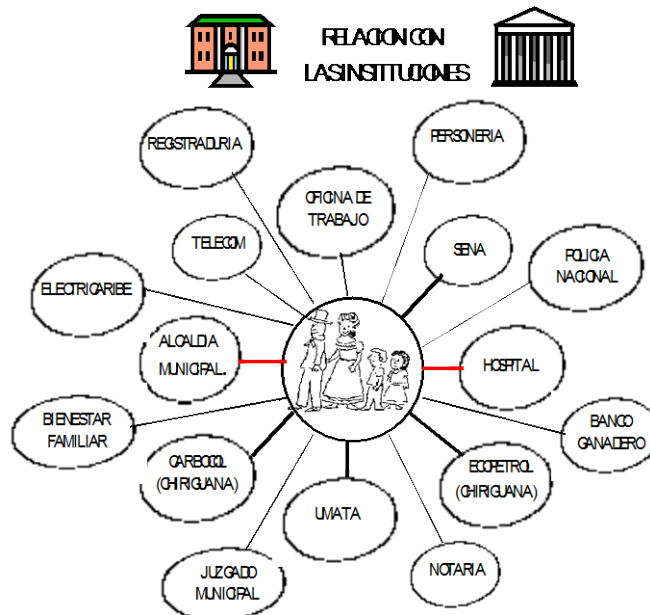 RELACION CON
LAS INSTITUCIONES
REGISTRADURIA
PERSONERIA
OFICINA DE
TRABAJO
TELECOM
SENA
POLICIA
NACIONAL
ELECTRICARIBE
ALCALDIA
MUNICIPAL.
HOSPITAL
BIENESTAR
FAMILIAR
BANCO
GANADERO
CARBOCOL
(CHIRIGUANA)
ECOPETROL
(CHIRIGUANA)
UMATA
JUZGADO
MUNICIPAL
NOTARIA